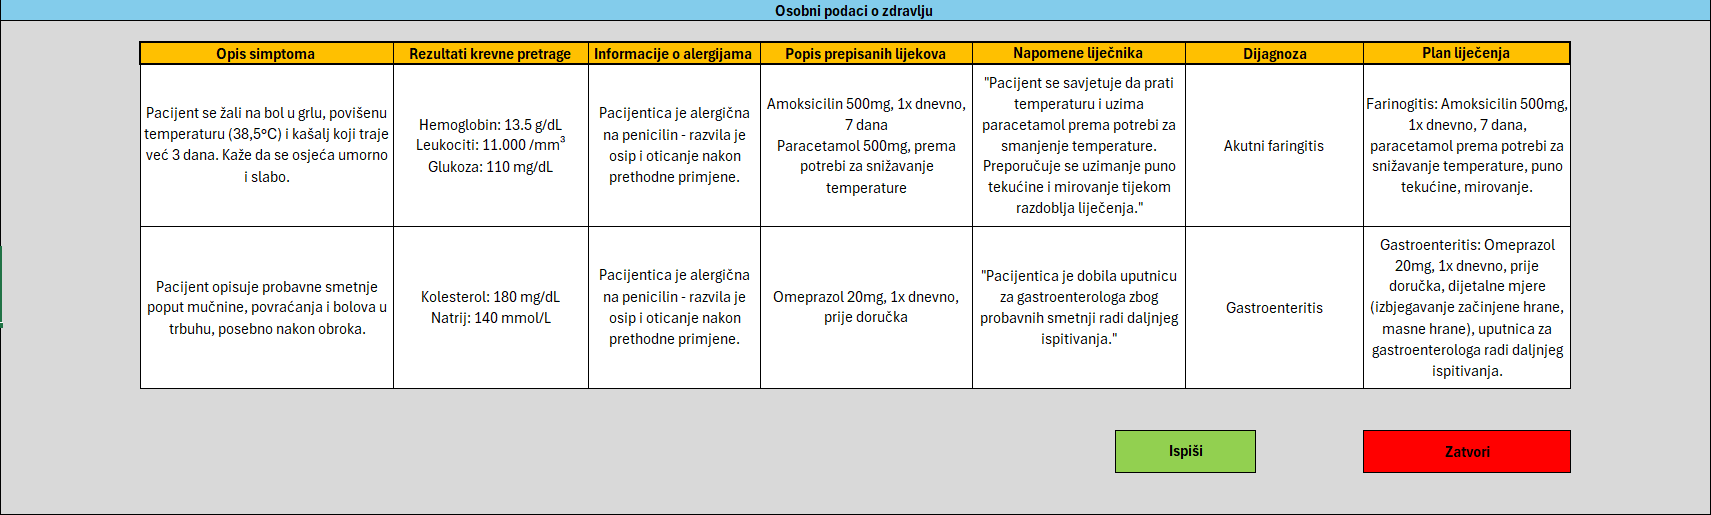 Osobni podaci o zdravlju
Opis simptoma
Rezultati krevne pretrage
Informacije o alergijama
Popis prepisanih lijekova
Napomene liječnika
Dijagnoza
Plan liječenja
Pacijent se žali na bol u grlu, povišenu
temperaturu (38,5°C) i kašalj koji traje
već 3 dana. Kaže da se osjeća umorno
i slabo.
Hemoglobin: 13.5 g/dL
Leukociti: 11.000 /mm³
Glukoza: 110 mg/dL
Pacijentica je alergična
na penicilin - razvila je
osip i oticanje nakon
prethodne primjene.
Amoksicilin 500mg, 1x dnevno,
7 dana
Paracetamol 500mg, prema
potrebi za snižavanje
temperature
"Pacijent se savjetuje da prati
temperaturu i uzima
paracetamol prema potrebi za
smanjenje temperature.
Preporučuje se uzimanje puno
tekućine i mirovanje tijekom
razdoblja liječenja."
Akutni faringitis
Farinogitis: Amoksicilin 500mg,
1x dnevno, 7 dana,
paracetamol prema potrebi za
snižavanje temperature, puno
tekućine, mirovanje.
Pacijent opisuje probavne smetnje
poput mučnine, povraćanja i bolova u
trbuhu, posebno nakon obroka.
Kolesterol: 180 mg/dL
Natrij: 140 mmol/L
Pacijentica je alergična
na penicilin - razvila je
osip i oticanje nakon
prethodne primjene.
Omeprazol 20mg, 1x dnevno,
prije doručka
"Pacijentica je dobila uputnicu
za gastroenterologa zbog
probavnih smetnji radi daljnjeg
ispitivanja."
Gastroenteritis
Gastroenteritis: Omeprazol
20mg, 1x dnevno, prije
doručka, dijetalne mjere
(izbjegavanje začinjene hrane,
masne hrane), uputnica za
gastroenterologa radi daljnjeg
ispitivanja.
Ispiši
Zatvori